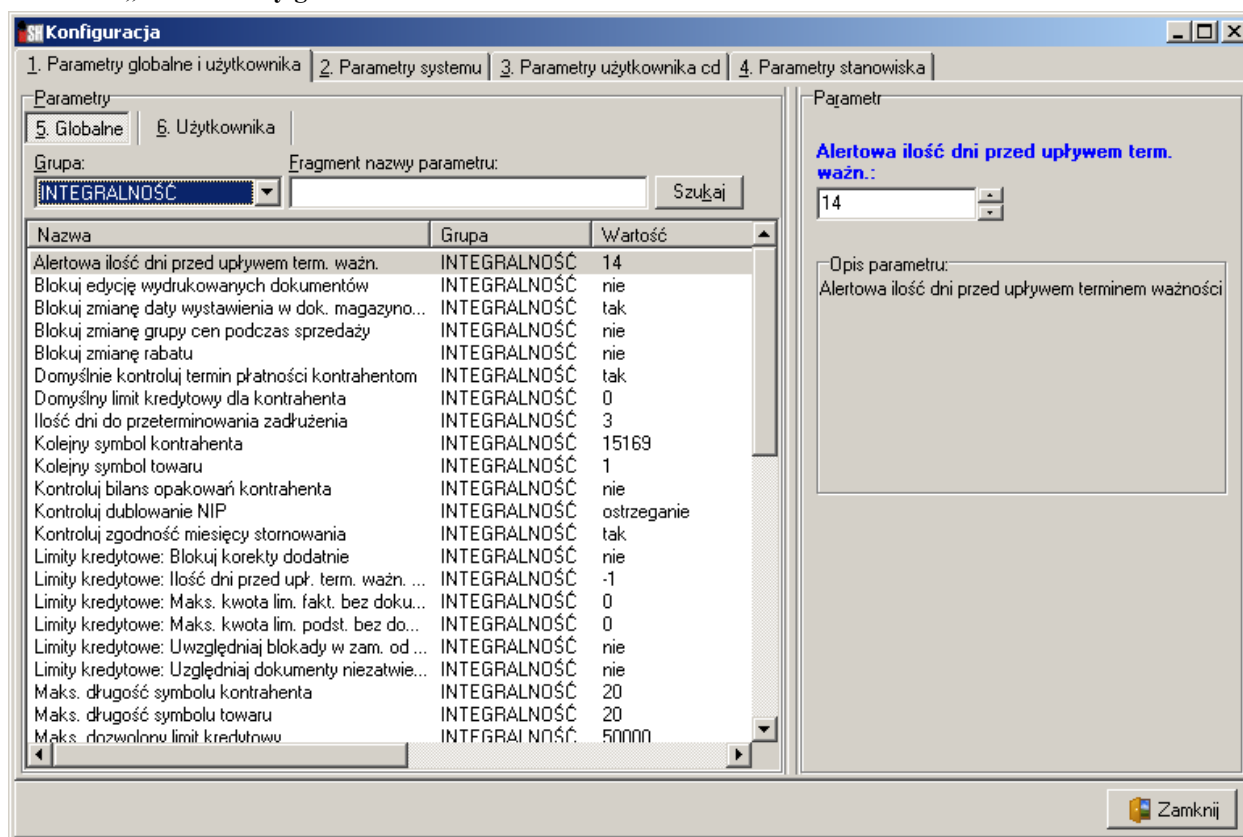 Konfiguracja
1. Parametry globalne i użytkownika 2. Parametry systemu 3. Parametry użytkownika cd 4. Parametry stanowiska
Parametry
5. Globalne 6. Użytkownika
Grupa: Fragment nazwy parametru:
INTEGRALNOŚĆ Szukaj
Nazwa Grupa Wartość
Alertowa ilość dni przed upływem term. ważn. INTEGRALNOŚĆ 14
Blokuj edycję wydrukowanych dokumentów INTEGRALNOŚĆ nie
Blokuj zmianę daty wystawienia w dok. magazyno... INTEGRALNOŚĆ tak
Blokuj zmianę grupy cen podczas sprzedaży INTEGRALNOŚĆ nie
Blokuj zmianę rabatu INTEGRALNOŚĆ nie
Domyślnie kontroluj termin płatności kontrahentom INTEGRALNOŚĆ tak
Domyślny limit kredytowy dla kontrahenta INTEGRALNOŚĆ 0
Ilość dni do przeterminowania zadłużenia INTEGRALNOŚĆ 3
Kolejny symbol kontrahenta INTEGRALNOŚĆ 15169
Kolejny symbol towaru INTEGRALNOŚĆ 1
Kontroluj bilans opakowań kontrahenta INTEGRALNOŚĆ nie
Kontroluj dublowanie NIP INTEGRALNOŚĆ ostrzeganie
Kontroluj zgodność miesięcy stornowania INTEGRALNOŚĆ tak
Limity kredytowe: Blokuj korekty dodatnie INTEGRALNOŚĆ nie
Limity kredytowe: Ilość dni przed upł. term. ważn. ... INTEGRALNOŚĆ -1
Limity kredytowe: Maks. kwota lim. fakt. bez doku... INTEGRALNOŚĆ 0
Limity kredytowe: Maks. kwota lim. podst. bez do... INTEGRALNOŚĆ 0
Limity kredytowe: Uwzględniaj blokady w zam. od ... INTEGRALNOŚĆ nie
Limity kredytowe: Uzględniaj dokumenty niezatwie... INTEGRALNOŚĆ nie
Maks. długość symbolu kontrahenta INTEGRALNOŚĆ 20
Maks. długość symbolu towaru INTEGRALNOŚĆ 20
Maks. dozwolony limit kredytowy INTEGRALNOŚĆ 50000
Parametr
Alertowa ilość dni przed upływem term.
ważn.:
14
Opis parametru:
Alertowa ilość dni przed upływem terminem ważności
Zamknij